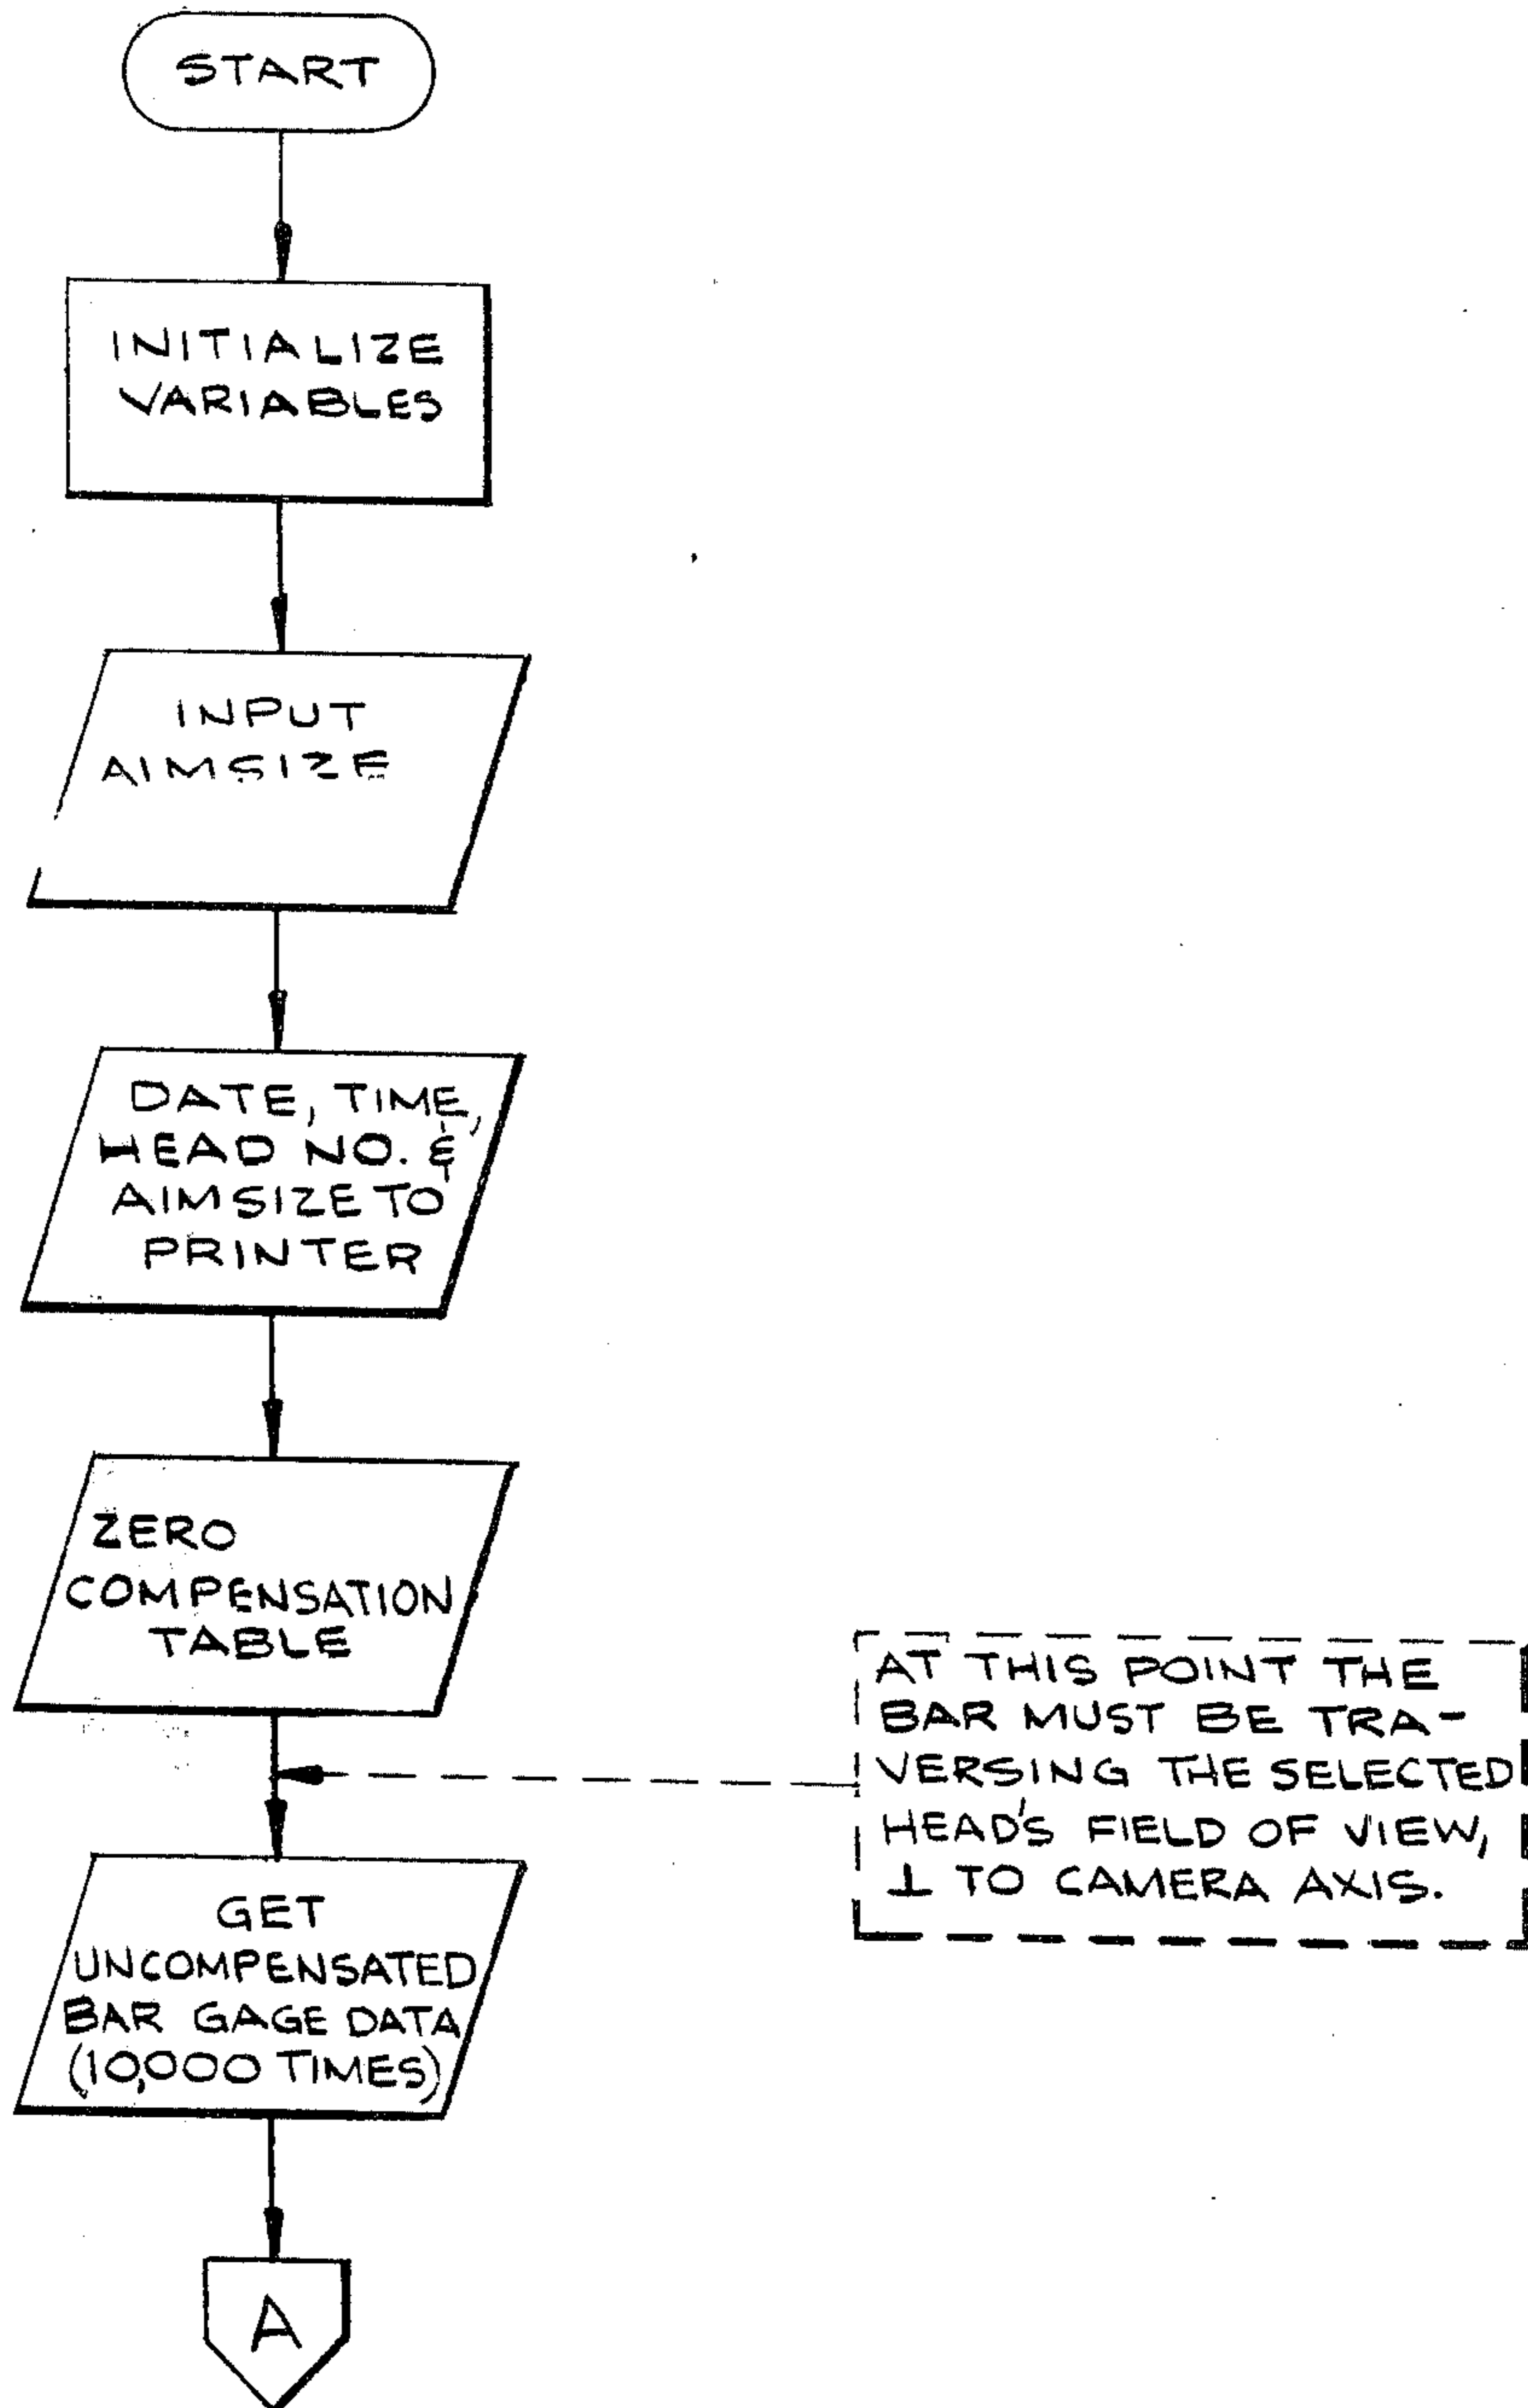 START
INITIALIZE
VARIABLES
INPUT
AIMSIZE
DATE, TIME,
HEAD NO. &
AIMSIZE TO
PRINTER
ZERO
COMPENSATION
TABLE
AT THIS POINT THE
BAR MUST BE TRA-
VERSING THE SELECTED
HEAD'S FIELD OF VIEW,
⊥ TO CAMERA AXIS.
GET
UNCOMPENSATED
BAR GAGE DATA
(10,000 TIMES)
A